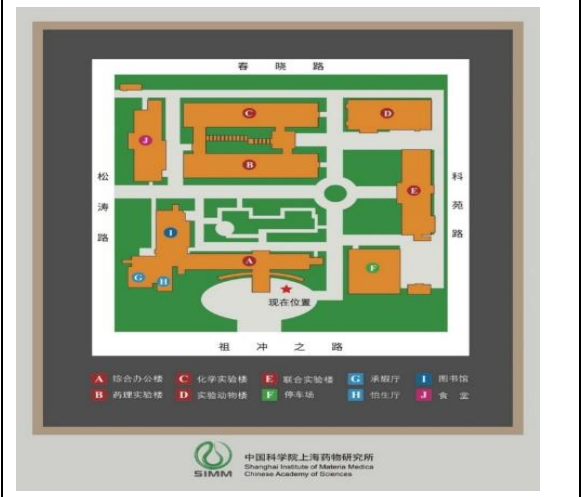 春 晓 路
C
D
J
B
松涛路
科苑路
E
I
A
F
G
H
现在位置
祖 冲 之 路
A 综合办公楼 C 化学实验楼 E 联合实验楼 G 承嘏厅 I 图书馆
B 药理实验楼 D 实验动物楼 F 停车场 H 怡生厅 J 食堂
中国科学院上海药物研究所
Shanghai Institute of Materia Medica
Chinese Academy of Sciences
SIMM